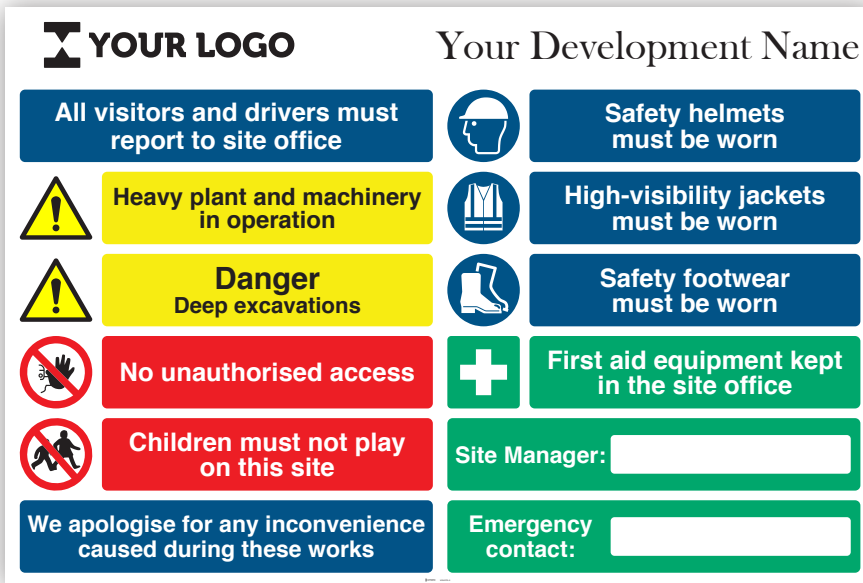 YOUR LOGO
Your Development Name
All visitors and drivers must
report to site office
Heavy plant and machinery
in operation
Danger
Deep excavations
No unauthorised access
Children must not play
on this site
We apologise for any inconvenience
caused during these works
Safety helmets
must be worn
High-visibility jackets
must be worn
Safety footwear
must be worn
First aid equipment kept
in the site office
Site Manager:
Emergency
contact: